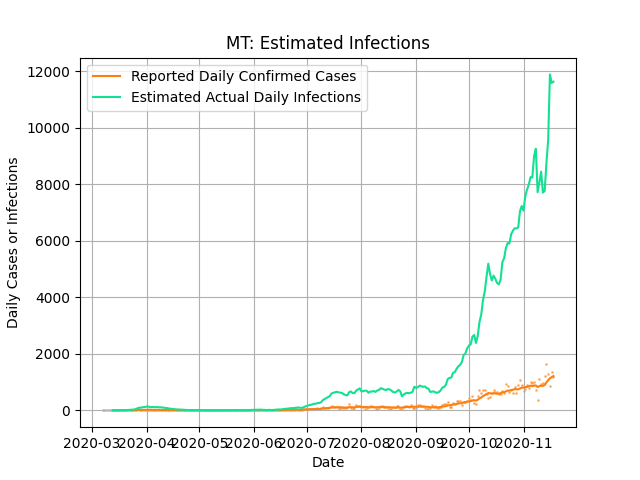 MT: Estimated Infections
Reported Daily Confirmed Cases
Estimated Actual Daily Infections
12000
10000
8000
6000
4000
2000
0
Daily Cases or Infections
2020-03 2020-04 2020-05 2020-06 2020-07 2020-08 2020-09 2020-10 2020-11
Date